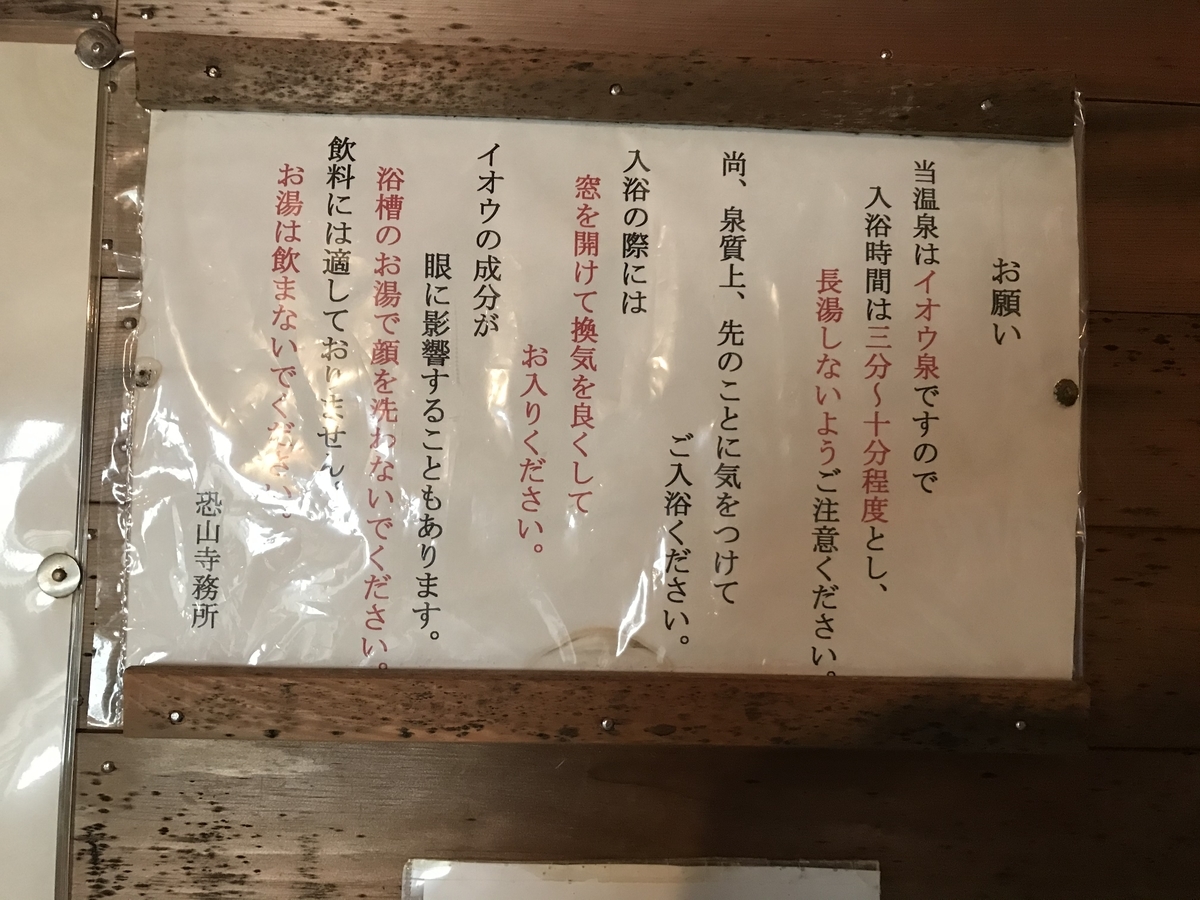 お願い
当温泉はイオウ泉ですので
入浴時間は三分～十分程度とし、
長湯しないようご注意ください。
尚、泉質上、先のことに気をつけて
ご入浴ください。
入浴の際には
窓を開けて換気を良くして
お入りください。
イオウの成分が
眼に影響することもあります。
浴槽のお湯で顔を洗わないでください。
飲料には適しておりません。
お湯は飲まないでください。
恐山寺務所